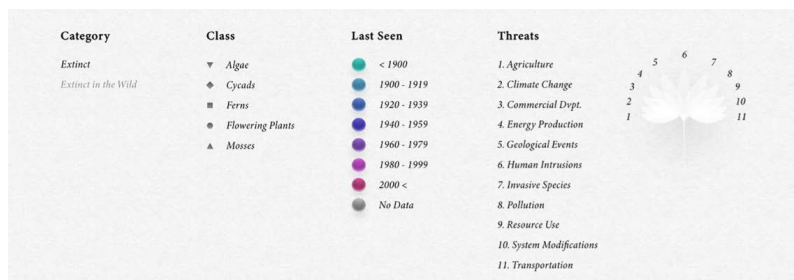 Category
Extinct
Extinct in the Wild
Class
Algae
Cycads
Ferns
Flowering Plants
Mosses
Last Seen
< 1900
1900 - 1919
1920 - 1939
1940 - 1959
1960 - 1979
1980 - 1999
2000 <
No Data
Threats
1. Agriculture
2. Climate Change
3. Commercial Dvpt.
4. Energy Production
5. Geological Events
6. Human Intrusions
7. Invasive Species
8. Pollution
9. Resource Use
10. System Modifications
11. Transportation
1
2
3
4
5
6
7
8
9
10
11